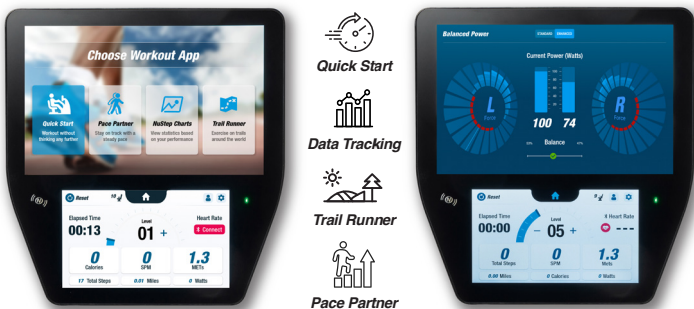 Choose Workout App
Quick Start
Workout without
thinking any further
Pace Partner
Stay on track with a
steady pace
NuStep Charts
View statistics based
on your performance
Trail Runner
Exercise on trails
around the world
Reset
10
Elapsed Time
00:13
Level
01 +
Heart Rate
Connect
0
Calories
0
SPM
1.3
METs
17 Total Steps
0.01 Miles
0 Watts
Quick Start
Data Tracking
Trail Runner
Pace Partner
Balanced Power
STANDARD
ENHANCED
Current Power (Watts)
L
Force
R
Force
100
74
Balance
Reset
Elapsed Time
00:00
Level
- 05 +
Heart Rate
---
0
Total Steps
0
SPM
1.3
Mets
0.00 Miles
0 Calories
0 Watts